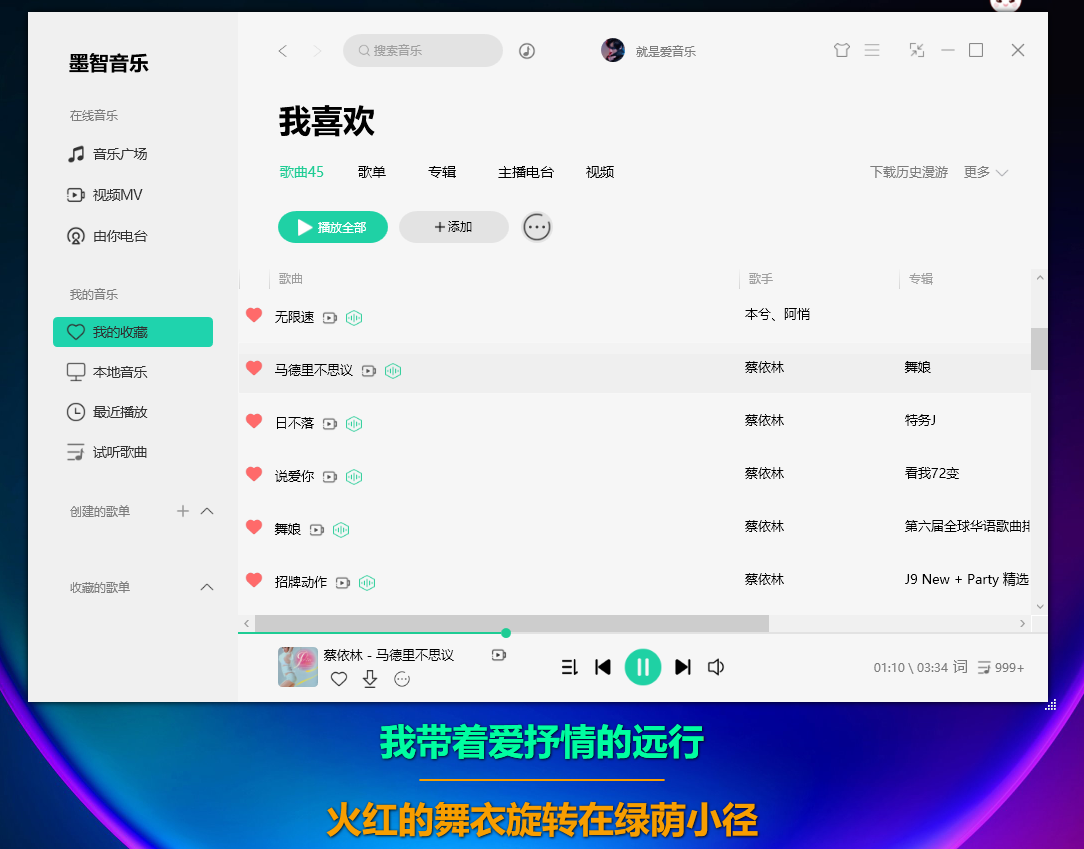 墨智音乐
搜索音乐
就是爱音乐
在线音乐
音乐广场
视频MV
由你电台
我的音乐
我的收藏
本地音乐
最近播放
试听歌曲
创建的歌单
收藏的歌单
我喜欢
歌曲45 歌单 专辑 主播电台 视频
下载历史漫游 更多
播放全部 添加
歌曲 歌手 专辑
无限速 本兮、阿悄
马德里不思议 蔡依林 舞娘
日不落 蔡依林 特务J
说爱你 蔡依林 看我72变
舞娘 蔡依林 第六届全球华语歌曲排
招牌动作 蔡依林 J9 New + Party 精选
蔡依林 - 马德里不思议
01:10 \ 03:34 词 999+
我带着爱抒情的远行
火红的舞衣旋转在绿荫小径